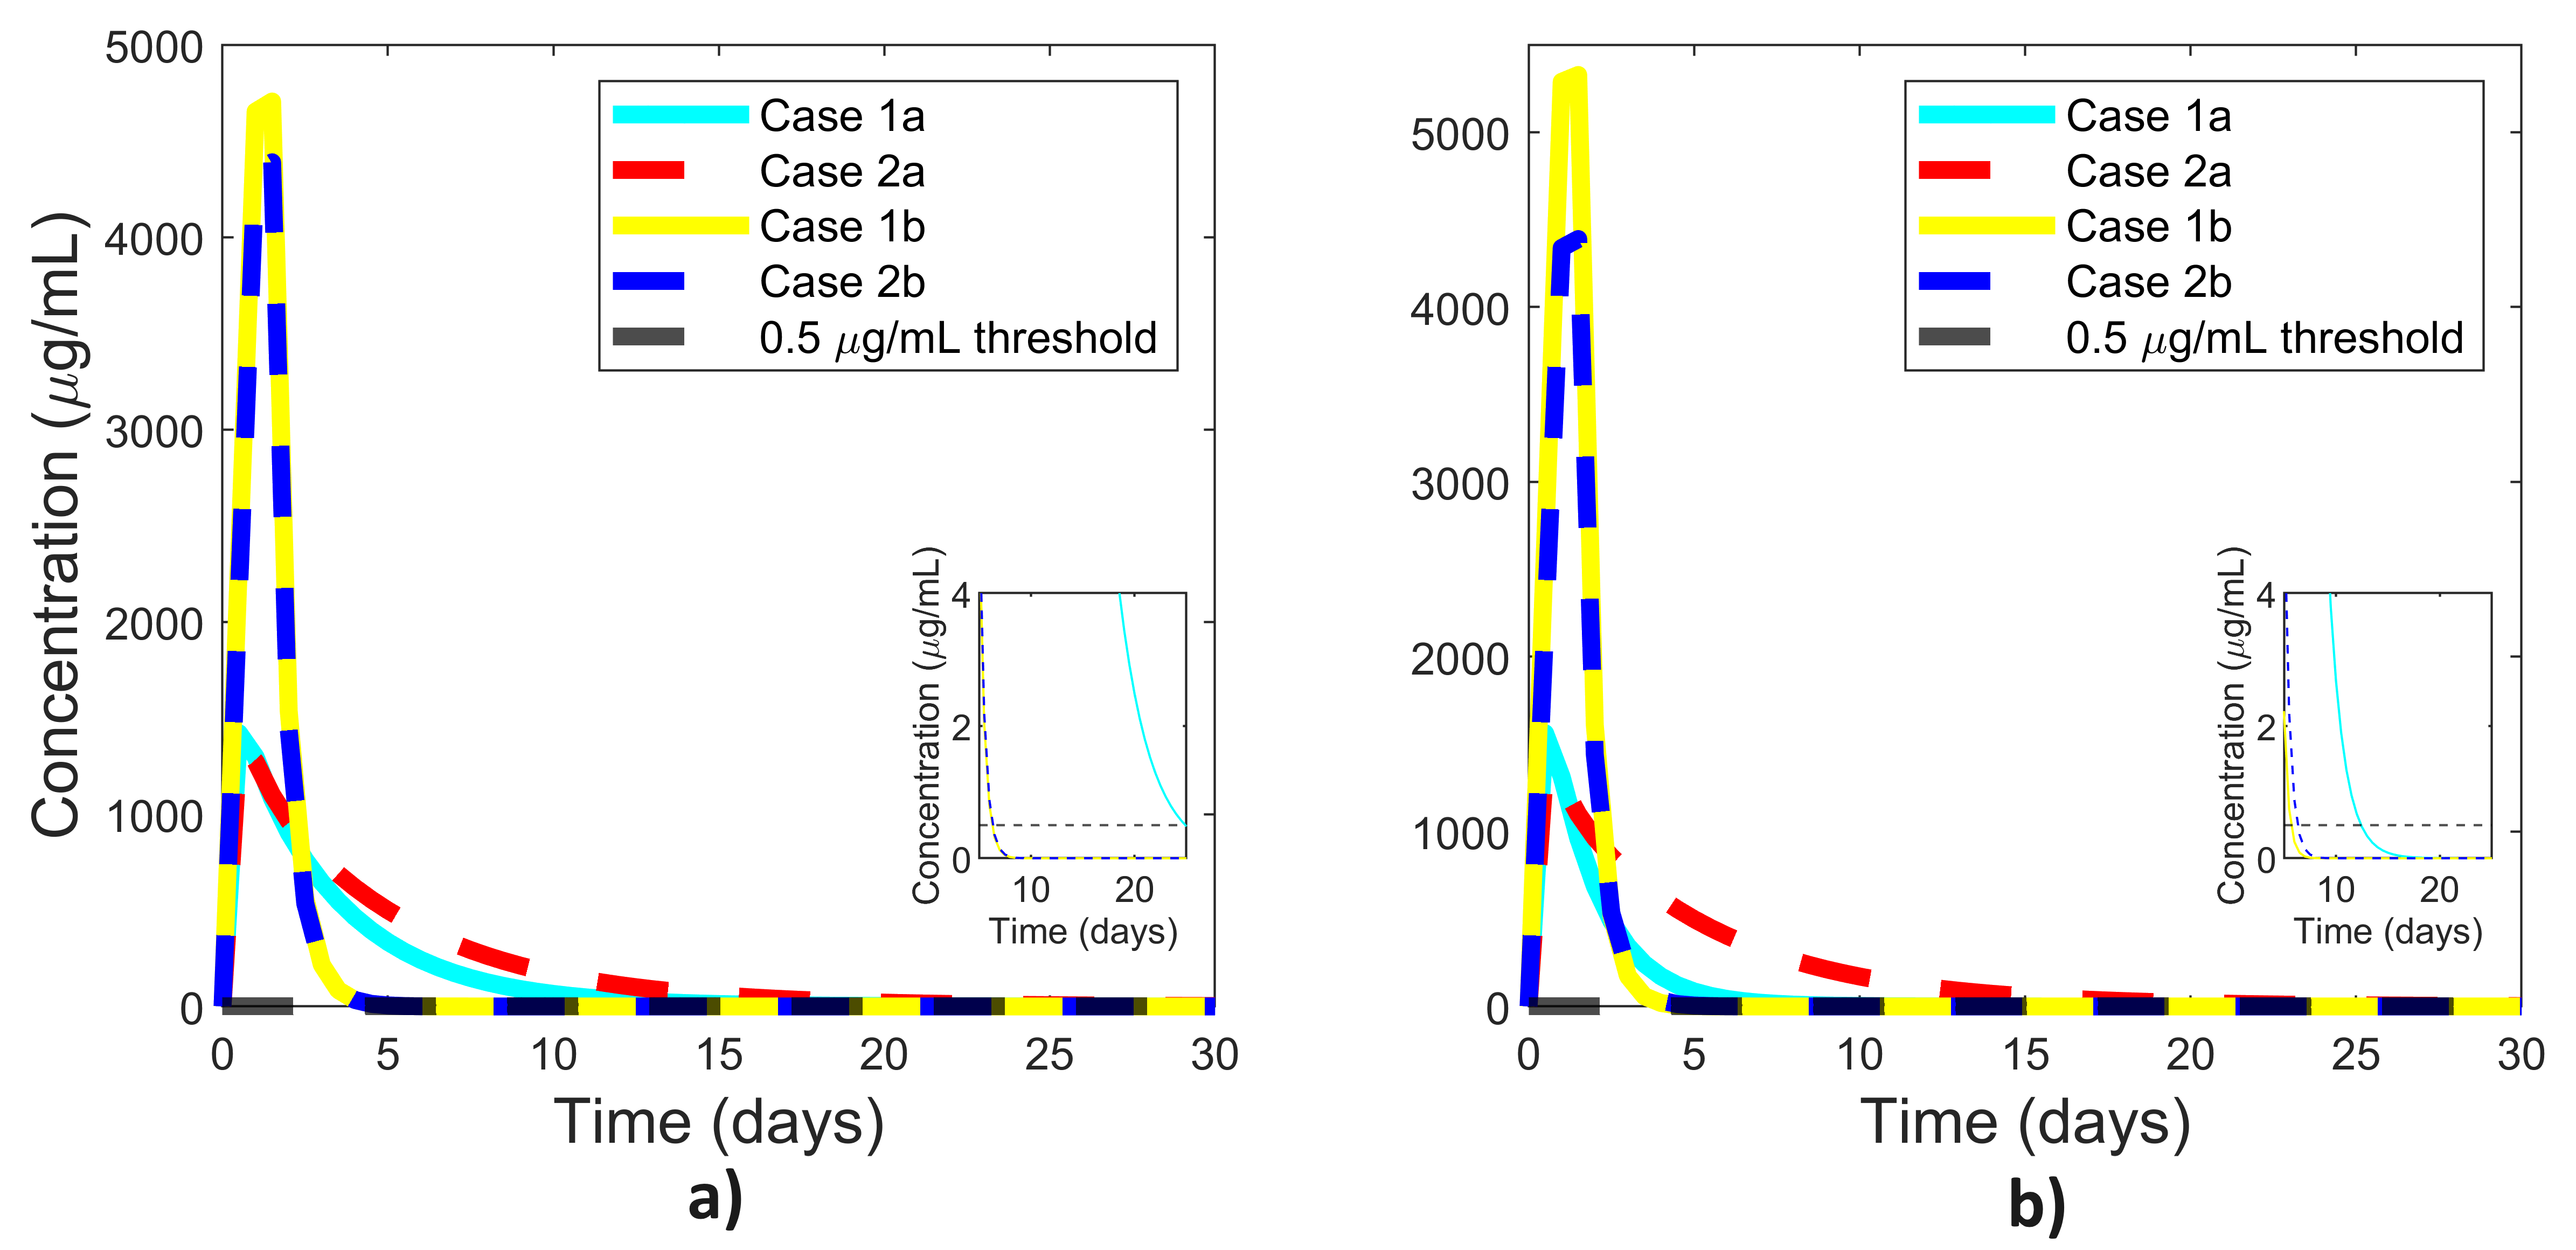 5000
4000
3000
2000
1000
0
Concentration (μg/mL)
Case 1a
Case 2a
Case 1b
Case 2b
0.5 μg/mL threshold
4
2
0
Concentration (μg/mL)
10 20
Time (days)
0 5 10 15 20 25 30
Time (days)
a)
5000
4000
3000
2000
1000
0
Case 1a
Case 2a
Case 1b
Case 2b
0.5 μg/mL threshold
4
2
0
Concentration (μg/mL)
10 20
Time (days)
0 5 10 15 20 25 30
Time (days)
b)